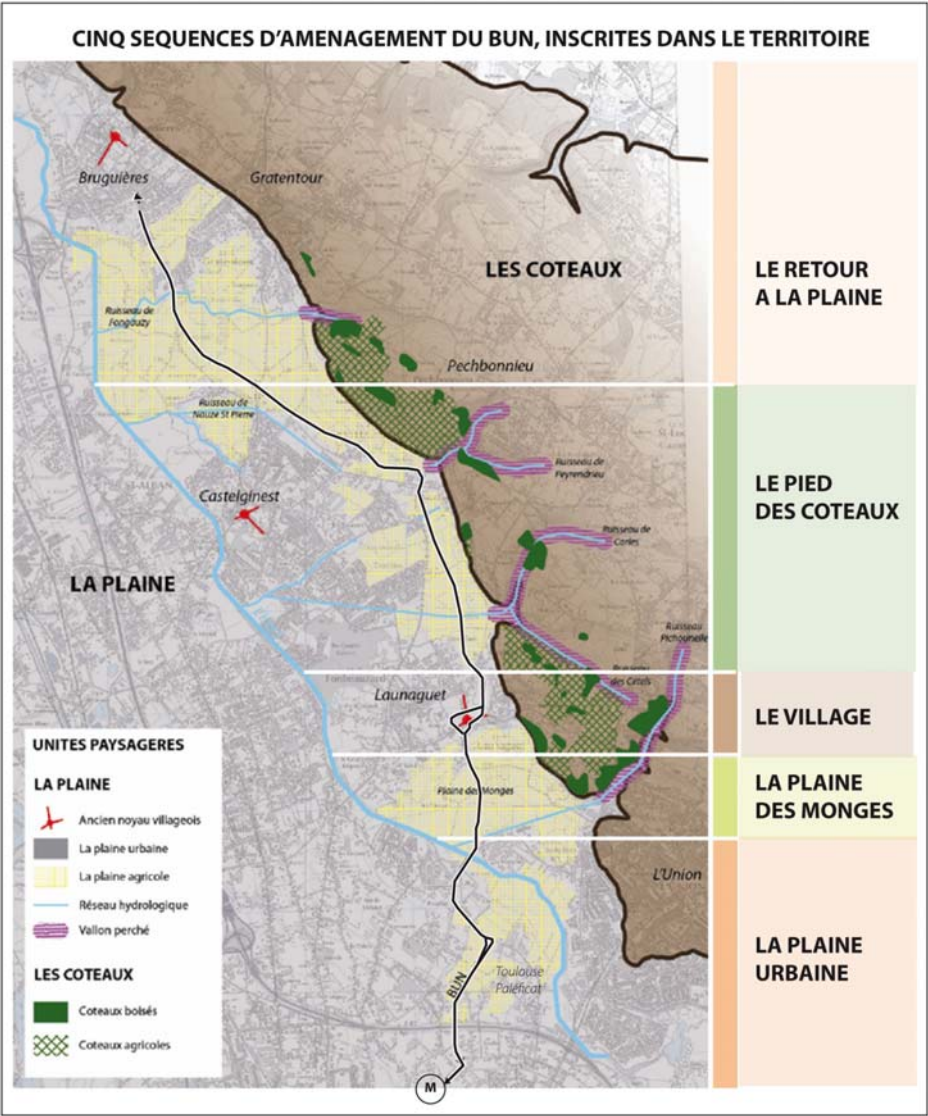 CINQ SEQUENCES D'AMENAGEMENT DU BUN, INSCRITES DANS LE TERRITOIRE
Bruguières
Gratentour
LES COTEAUX
LE RETOUR
A LA PLAINE
Ruisseau de
Fongauzy
Pechbonnieu
Ruisseau de
Nauze St Pierre
Ruisseau de
Peyrendrieu
Castelginest
LE PIED
DES COTEAUX
Ruisseau de
Carles
LA PLAINE
Ruisseau
Pichounelle
des Cetels
Launaguet
LE VILLAGE
Plaine des Monges
LA PLAINE
DES MONGES
L'Union
LA PLAINE
URBAINE
Toulouse
Paléficat
BUN
M
UNITES PAYSAGERES
LA PLAINE
Ancien noyau villageois
La plaine urbaine
La plaine agricole
Réseau hydrologique
Vallon perché
LES COTEAUX
Coteaux boisés
Coteaux agricoles